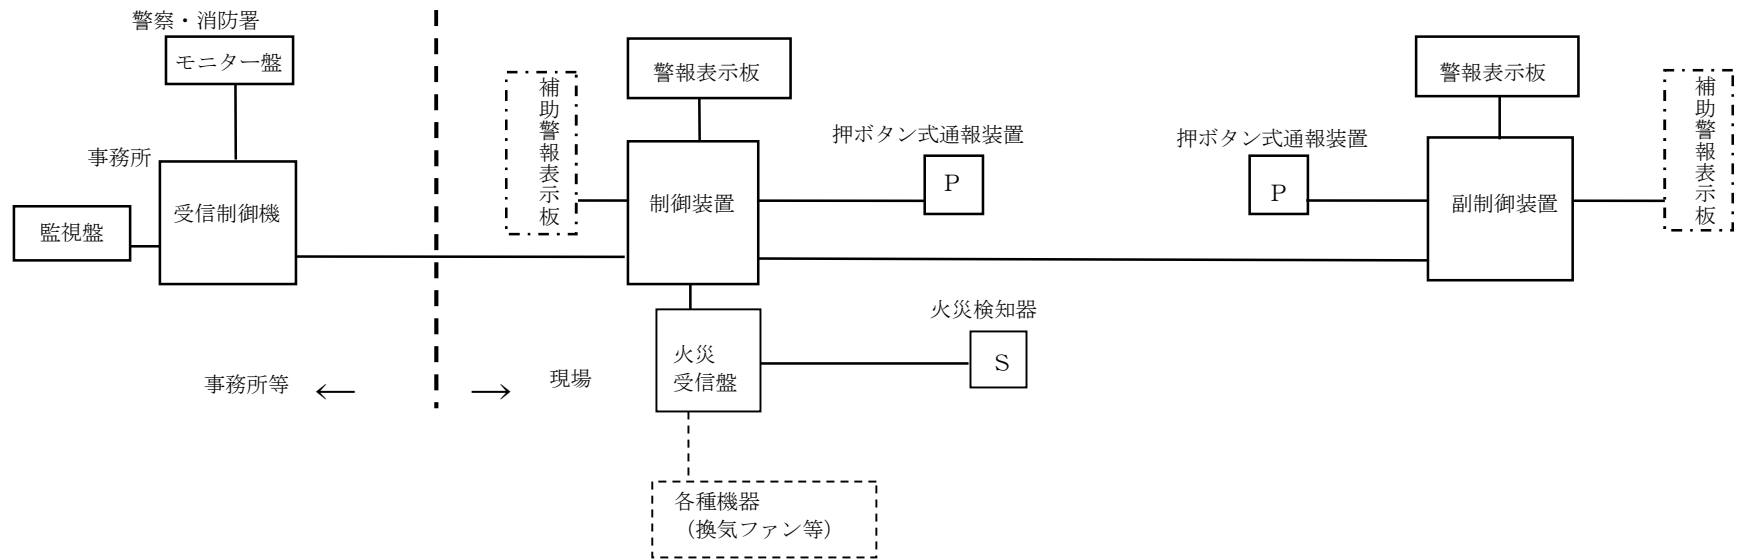 警察・消防署
モニター盤
事務所
受信制御機
監視盤
事務所等 ←
→ 現場
補助警報表示板
警報表示板
制御装置
押ボタン式通報装置
P
火災
受信盤
火災検知器
S
各種機器
（換気ファン等）
押ボタン式通報装置
P
警報表示板
副制御装置
補助警報表示板